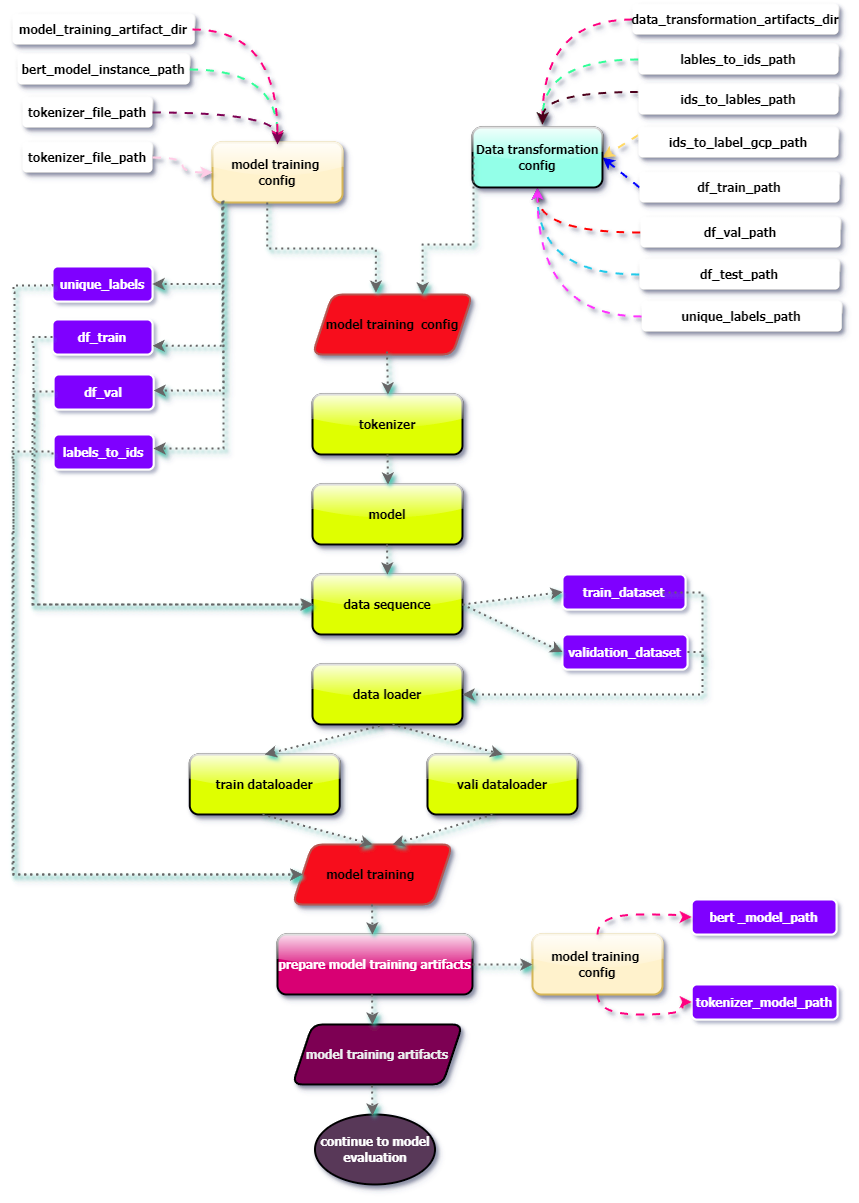 model_training_artifact_dir
bert_model_instance_path
tokenizer_file_path
tokenizer_file_path
model training
config
data_transformation_artifacts_dir
lables_to_ids_path
ids_to_lables_path
ids_to_label_gcp_path
df_train_path
df_val_path
df_test_path
unique_labels_path
Data transformation
config
unique_labels
df_train
df_val
labels_to_ids
model training  config
tokenizer
model
data sequence
train_dataset
validation_dataset
data loader
train dataloader
vali dataloader
model training
prepare model training artifacts
model training
config
bert _model_path
tokenizer_model_path
model training artifacts
continue to model
evaluation